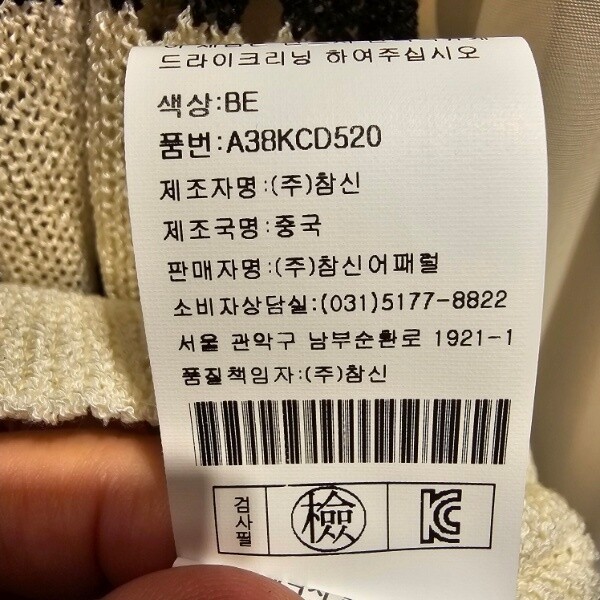 드라이크리닝 하여주십시오
색상:BE
품번:A38KCD520
제조자명:(주)참신
제조국명:중국
판매자명:(주)참신어패럴
소비자상담실:(031)5177-8822
서울 관악구 남부순환로 1921-1
품질책임자:(주)참신
검사필 檢 KC